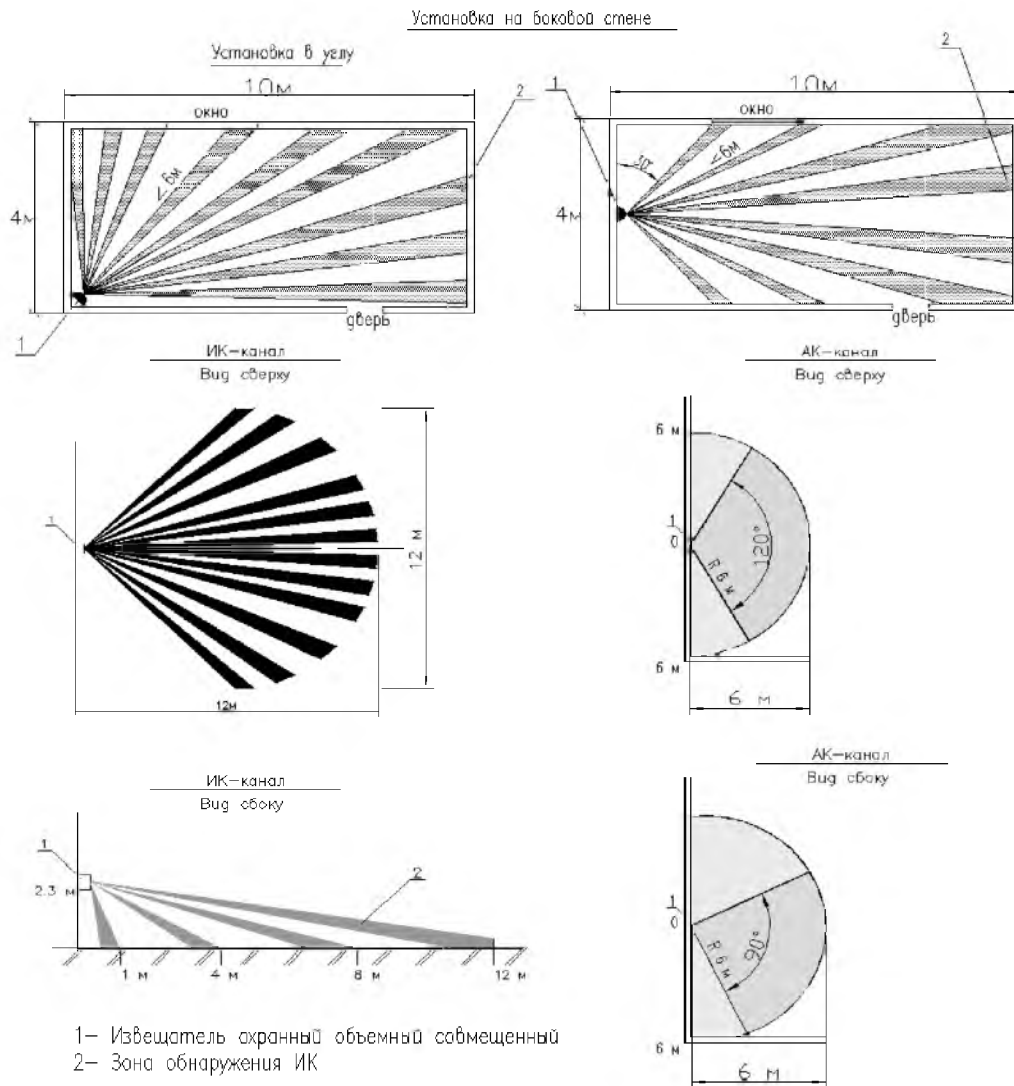 Установка на боковой стене
Установка в углу
10м
окно
<6м
4м
дверь
1
2
1
10м
окно
<6м
4м
дверь
2
ИК-канал
Вид сверху
1
12 м
12м
АК-канал
Вид сверху
6 м
1
0
120°
R 6 м
6 м
6 м
ИК-канал
Вид сбоку
1
2.3 м
2
1 м
4 м
8 м
12 м
АК-канал
Вид сбоку
1
0
90°
R 6 м
6 м
6 м
1- Извещатель охранный объемный совмещенный
2- Зона обнаружения ИК